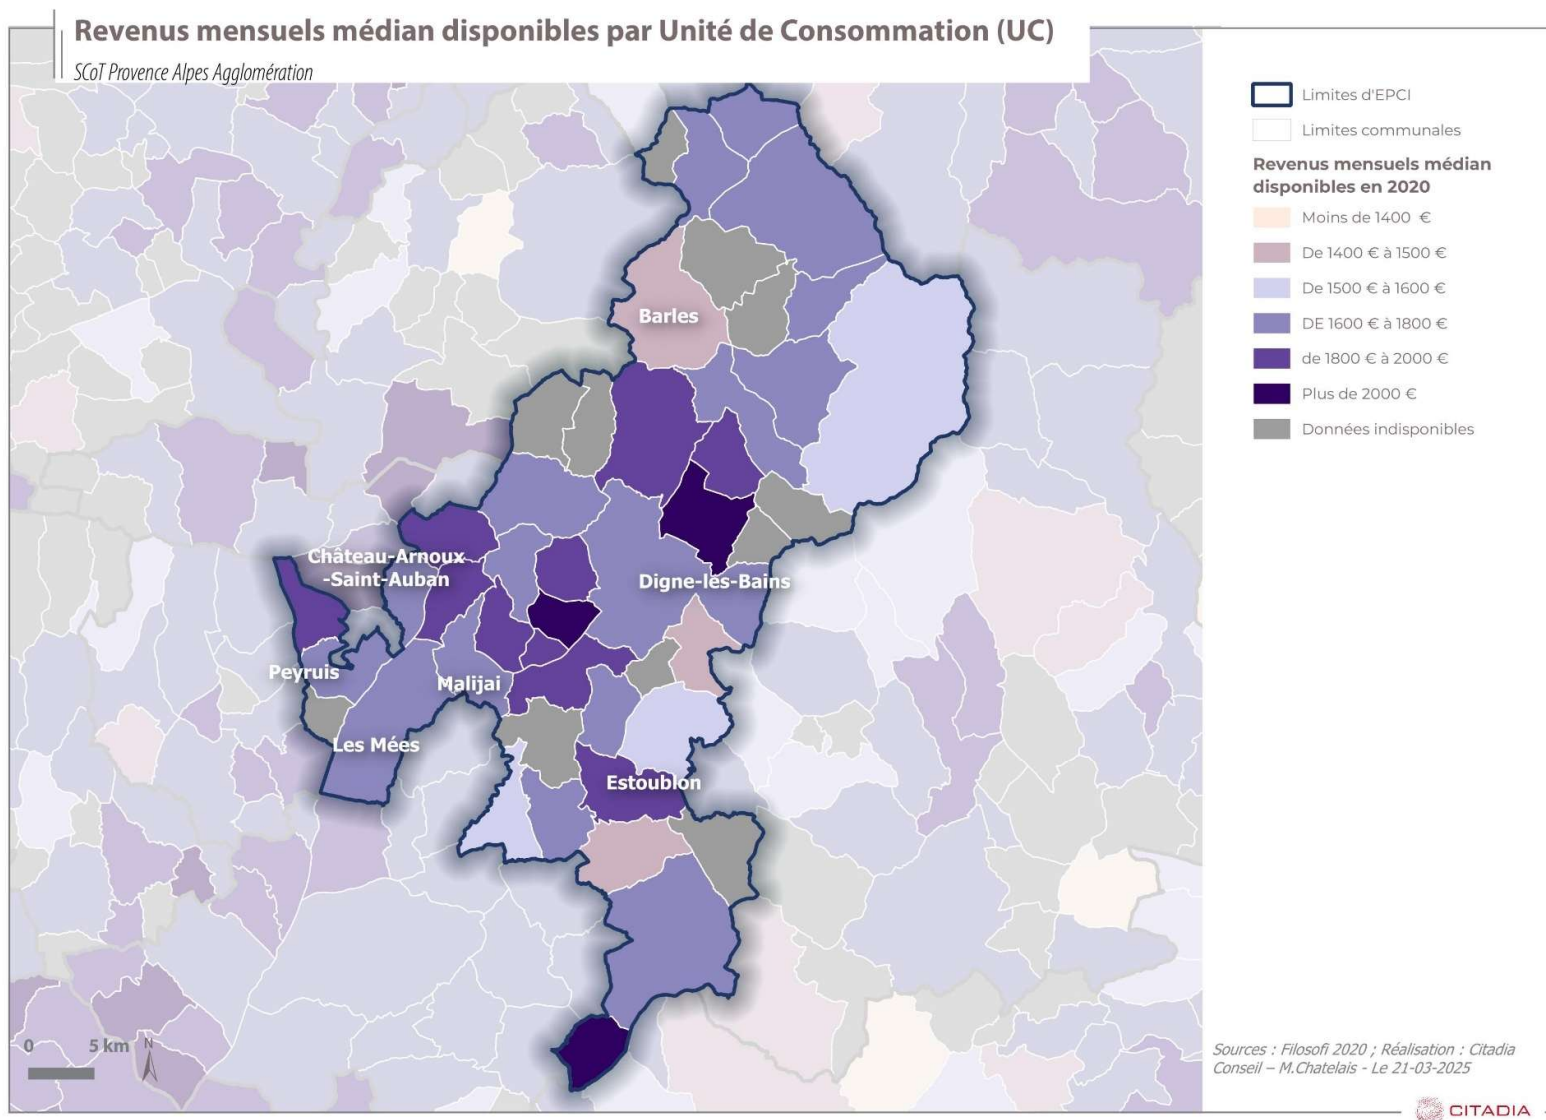 Revenus mensuels médian disponibles par Unité de Consommation (UC)
SCoT Provence Alpes Agglomération
Limites d'EPCI
Limites communales
Revenus mensuels médian
disponibles en 2020
Moins de 1400 €
De 1400 € à 1500 €
De 1500 € à 1600 €
DE 1600 € à 1800 €
de 1800 € à 2000 €
Plus de 2000 €
Données indisponibles
Barles
Château-Arnoux
-Saint-Auban
Digne-les-Bains
Peyruis
Malijai
Les Mées
Estoublon
0 5 km N
Sources : Filosofi 2020 ; Réalisation : Citadia
Conseil – M.Chatelais - Le 21-03-2025
CITADIA